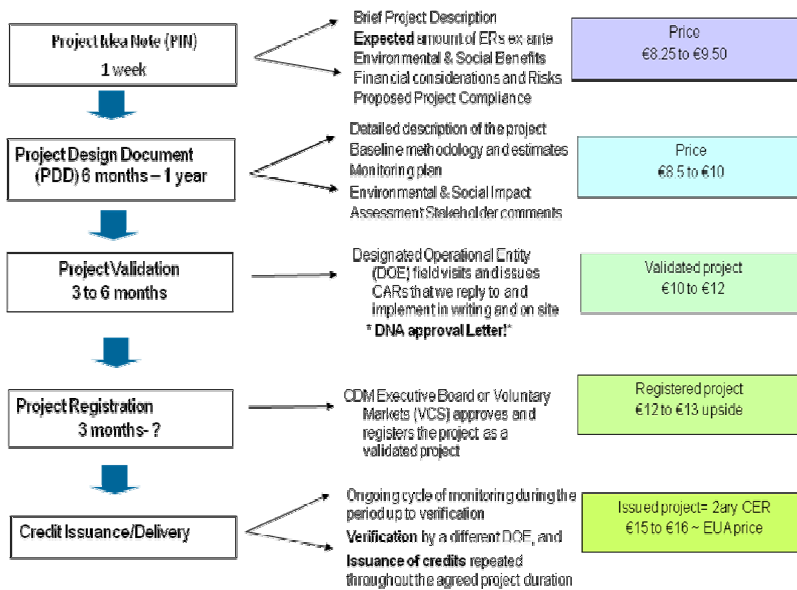 Project Idea Note (PIN)
1 week
Brief Project Description
Expected amount of ERs ex ante
Environmental & Social Benefits
Financial considerations and Risks
Proposed Project Compliance
Price
€8.25 to €9.50
Project Design Document
(PDD) 6 months – 1 year
Detailed description of the project
Baseline methodology and estimates
Monitoring plan
Environmental & Social Impact
Assessment Stakeholder comments
Price
€8.5 to €10
Project Validation
3 to 6 months
Designated Operational Entity
(DOE) field visits and issues
CARs that we reply to and
implement in writing and on site
* DNA approval Letter!*
Validated project
€10 to €12
Project Registration
3 months- ?
CDM Executive Board or Voluntary
Markets (VCS) approves and
registers the project as a
validated project
Registered project
€12 to €13 upside
Credit Issuance/Delivery
Ongoing cycle of monitoring during the
period up to verification
Verification by a different DOE, and
Issuance of credits repeated
throughout the agreed project duration
Issued project= 2ary CER
€15 to €16 ~ EUA price